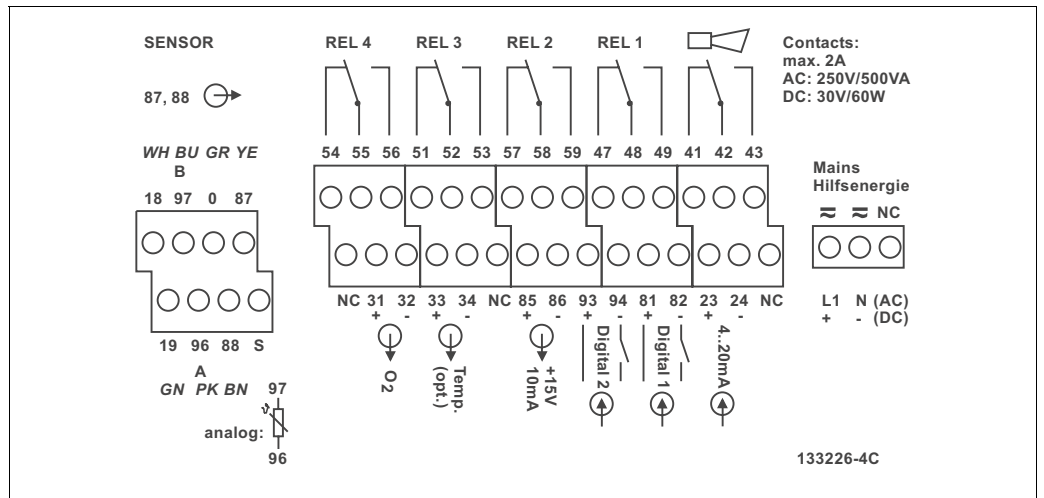 SENSOR
87, 88
WH BU GR YE
B
18 97 0 87
19 96 88 S
A
GN PK BN
analog:
97
ϑ
96
REL 4 REL 3 REL 2 REL 1
54 55 56 51 52 53 57 58 59 47 48 49 41 42 43
NC 31 32 33 34 NC 85 86 93 94 81 82 23 24 NC
+ - + - + - + - + - + -
O2
Temp.
(opt.)
+15V
10mA
Digital 2
Digital 1
4..20mA
Contacts:
max. 2A
AC: 250V/500VA
DC: 30V/60W
Mains
Hilfsenergie
≂ ≂ NC
L1 N (AC)
+ - (DC)
133226-4C